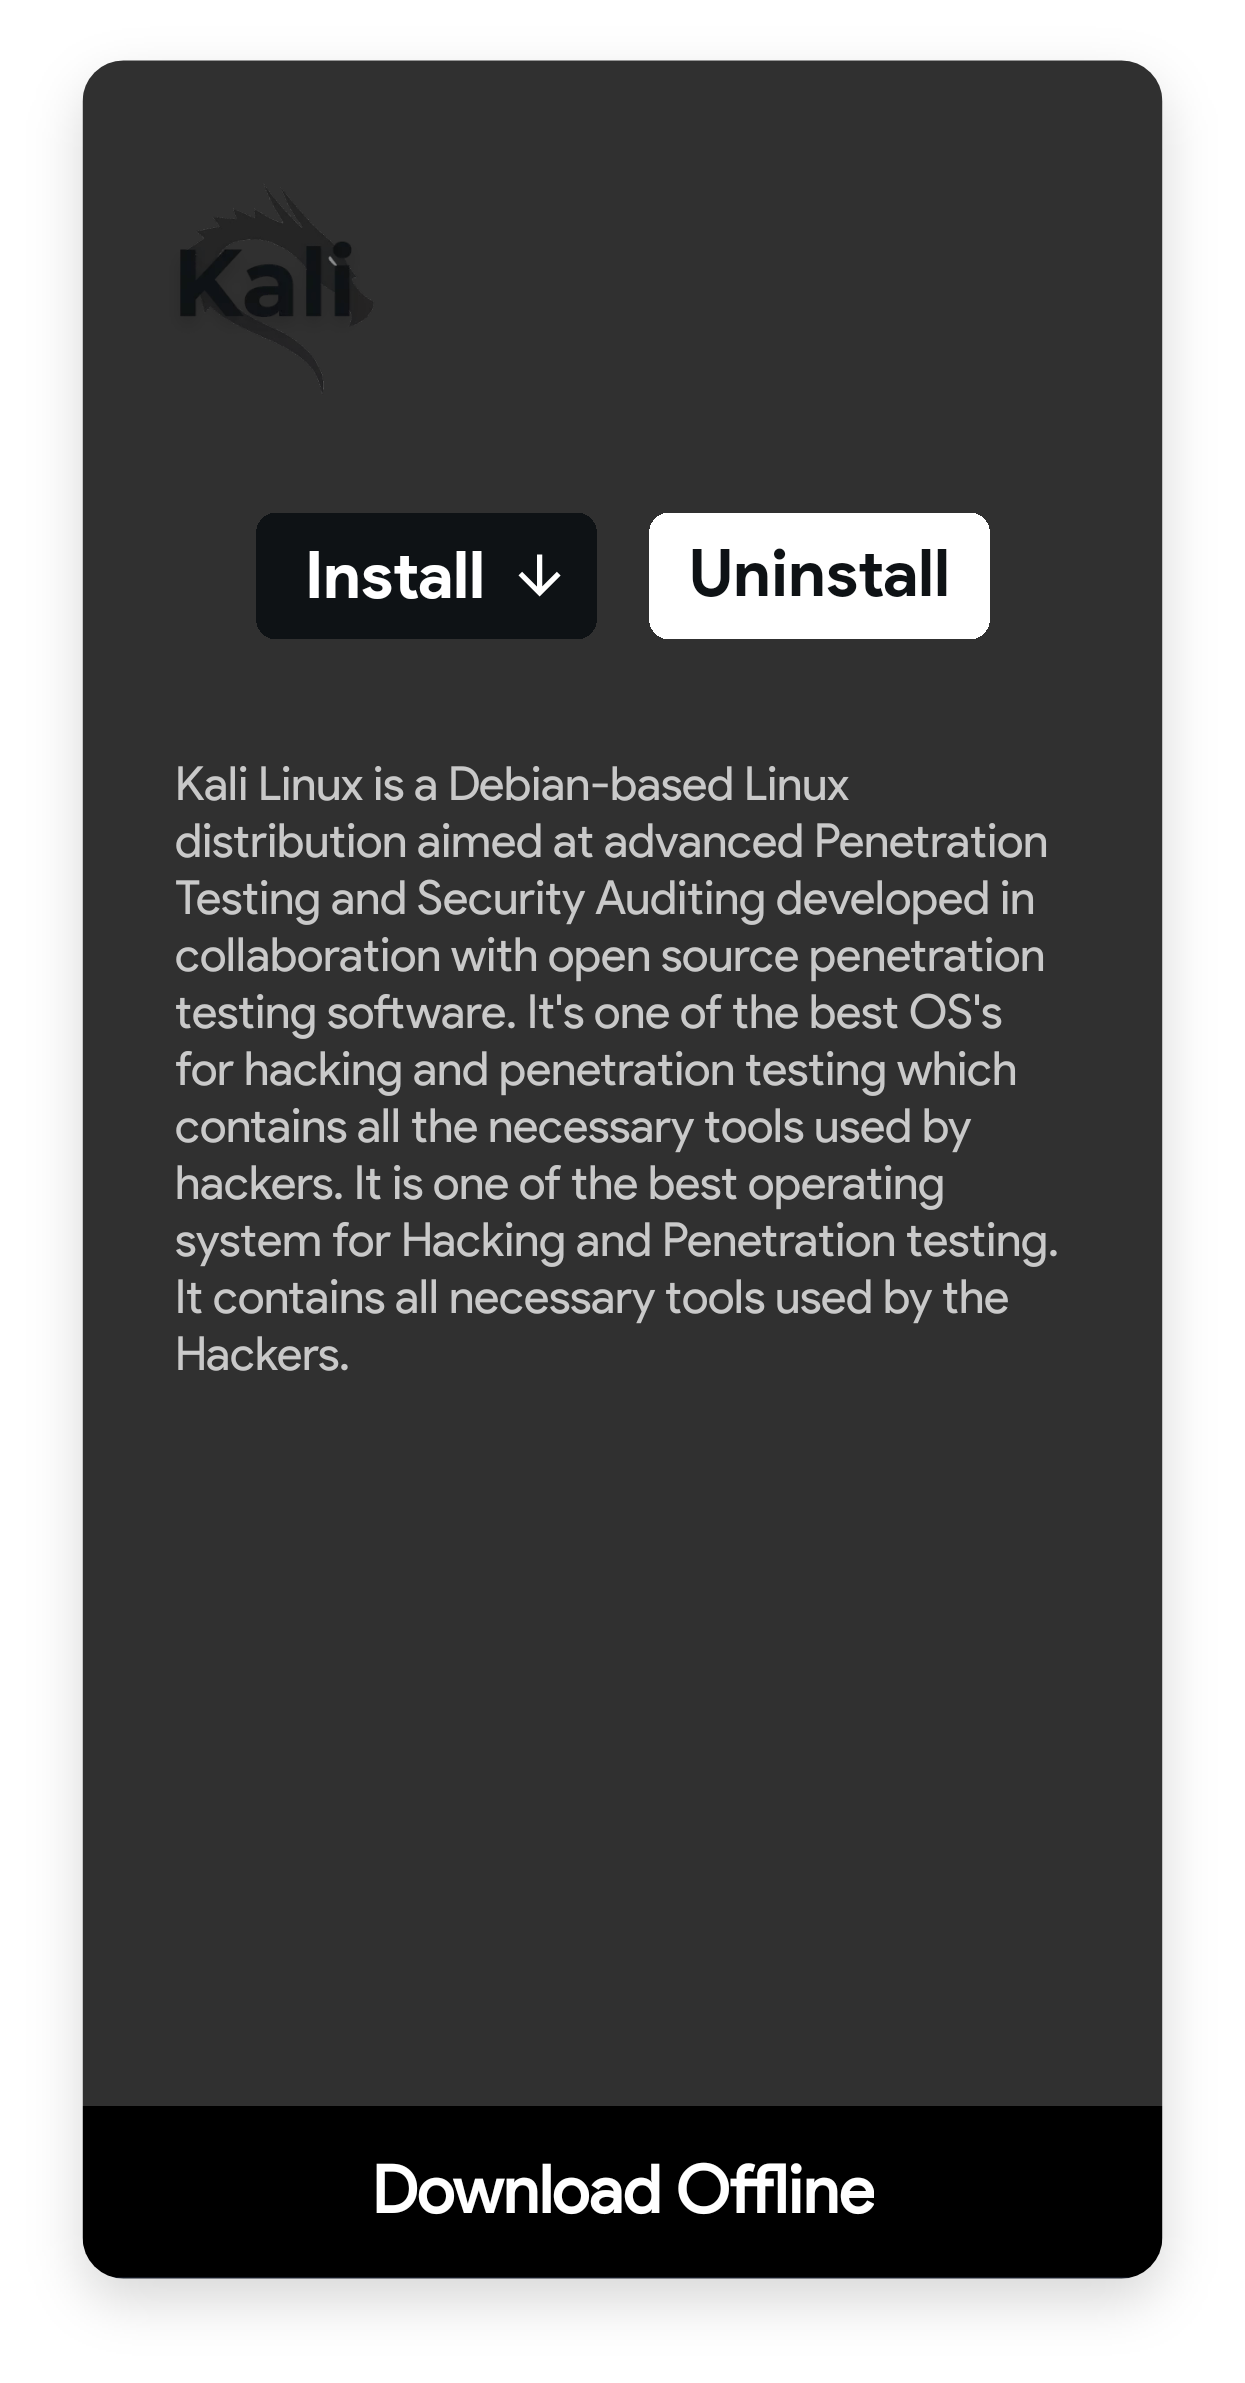 Kali
Install ↓
Uninstall
Kali Linux is a Debian-based Linux
distribution aimed at advanced Penetration
Testing and Security Auditing developed in
collaboration with open source penetration
testing software. It's one of the best OS's
for hacking and penetration testing which
contains all the necessary tools used by
hackers. It is one of the best operating
system for Hacking and Penetration testing.
It contains all necessary tools used by the
Hackers.
Download Offline